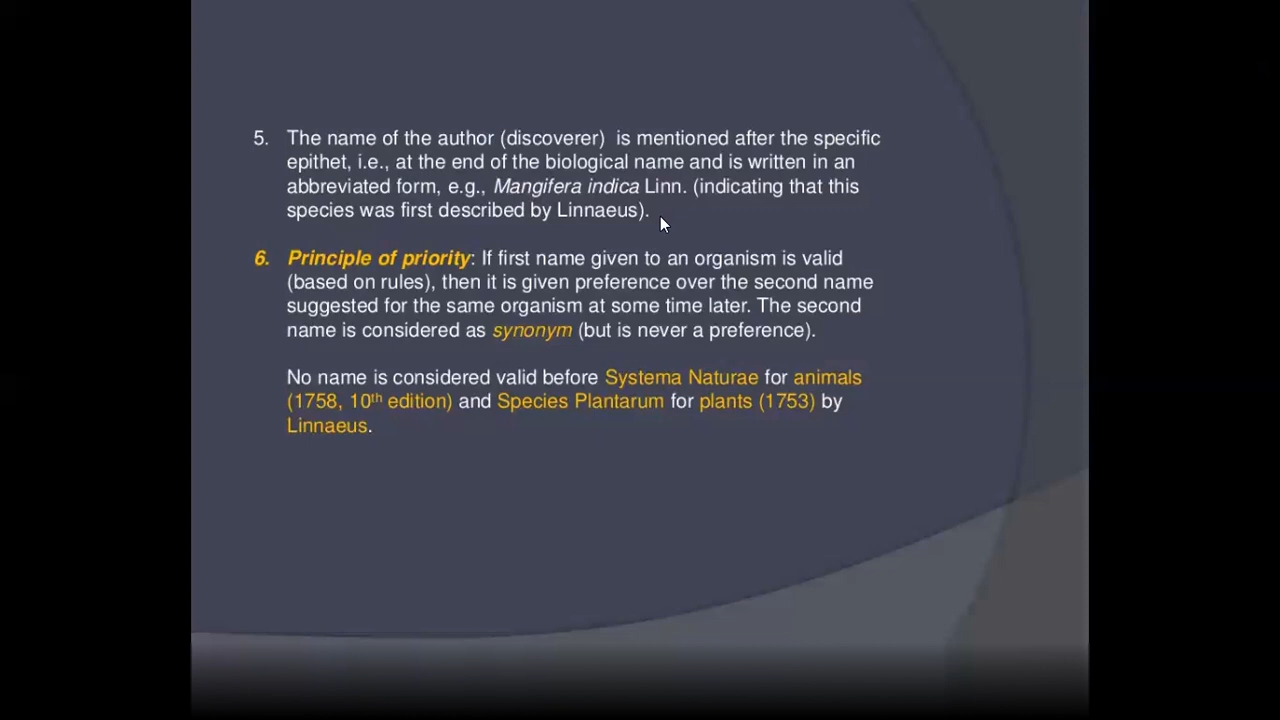 5. The name of the author (discoverer) is mentioned after the specific
epithet, i.e., at the end of the biological name and is written in an
abbreviated form, e.g., Mangifera indica Linn. (indicating that this
species was first described by Linnaeus).
6. Principle of priority: If first name given to an organism is valid
(based on rules), then it is given preference over the second name
suggested for the same organism at some time later. The second
name is considered as synonym (but is never a preference).
No name is considered valid before Systema Naturae for animals
(1758, 10th edition) and Species Plantarum for plants (1753) by
Linnaeus.